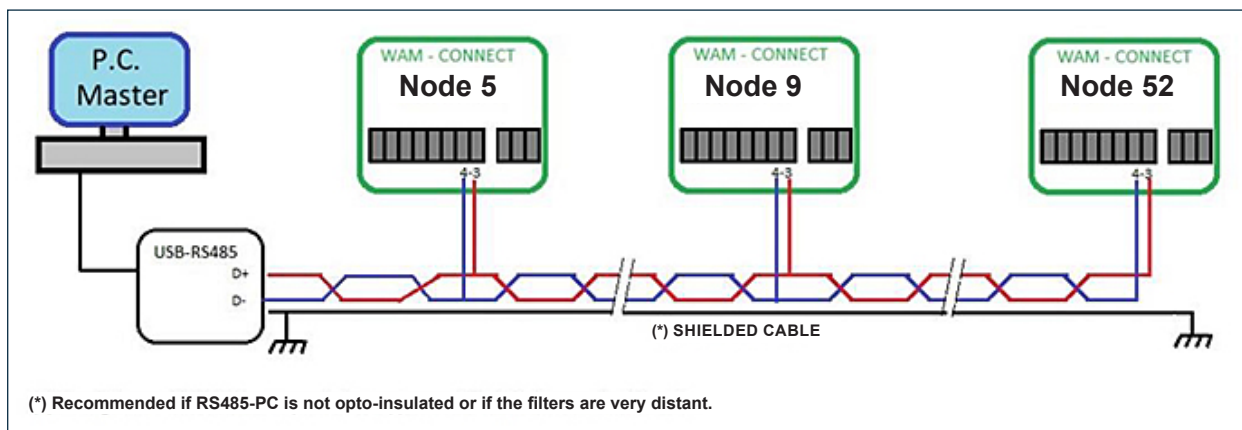 P.C.
Master
WAM - CONNECT
Node 5
4-3
WAM - CONNECT
Node 9
4-3
WAM - CONNECT
Node 52
4-3
USB-RS485
D+
D-
(*) SHIELDED CABLE
(*) Recommended if RS485-PC is not opto-insulated or if the filters are very distant.